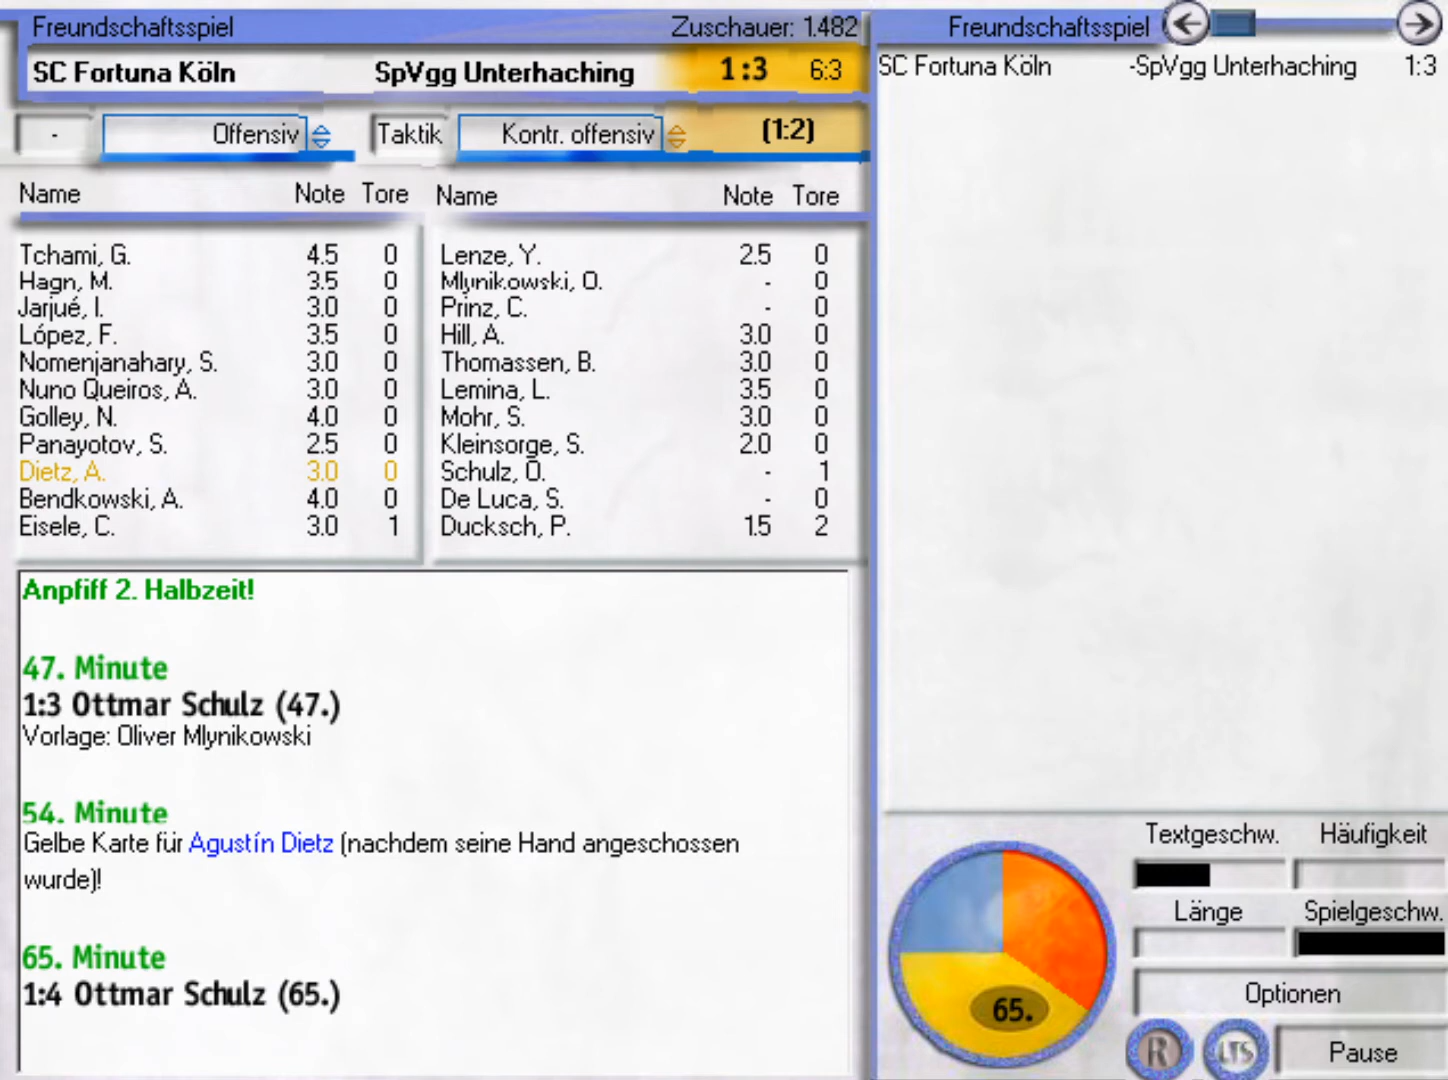 Freundschaftsspiel Zuschauer: 1.482
SC Fortuna Köln SpVgg Unterhaching 1:3 6:3
- Offensiv Taktik Kontr. offensiv (1:2)
Name Note Tore Name Note Tore
Tchami, G. 4.5 0 Lenze, Y. 2.5 0
Hagn, M. 3.5 0 Mlynikowski, O. - 0
Jarjué, I. 3.0 0 Prinz, C. - 0
López, F. 3.5 0 Hill, A. 3.0 0
Nomenjanahary, S. 3.0 0 Thomassen, B. 3.0 0
Nuno Queiros, A. 3.0 0 Lemina, L. 3.5 0
Golley, N. 4.0 0 Mohr, S. 3.0 0
Panayotov, S. 2.5 0 Kleinsorge, S. 2.0 0
Dietz, A. 3.0 0 Schulz, O. - 1
Bendkowski, A. 4.0 0 De Luca, S. - 0
Eisele, C. 3.0 1 Ducksch, P. 1.5 2
Anpfiff 2. Halbzeit!
47. Minute
1:3 Ottmar Schulz (47.)
Vorlage: Oliver Mlynikowski
54. Minute
Gelbe Karte für Agustín Dietz (nachdem seine Hand angeschossen
wurde)!
65. Minute
1:4 Ottmar Schulz (65.)
Freundschaftsspiel
SC Fortuna Köln -SpVgg Unterhaching 1:3
Textgeschw. Häufigkeit
Länge Spielgeschw.
65.
Optionen
R LTS Pause